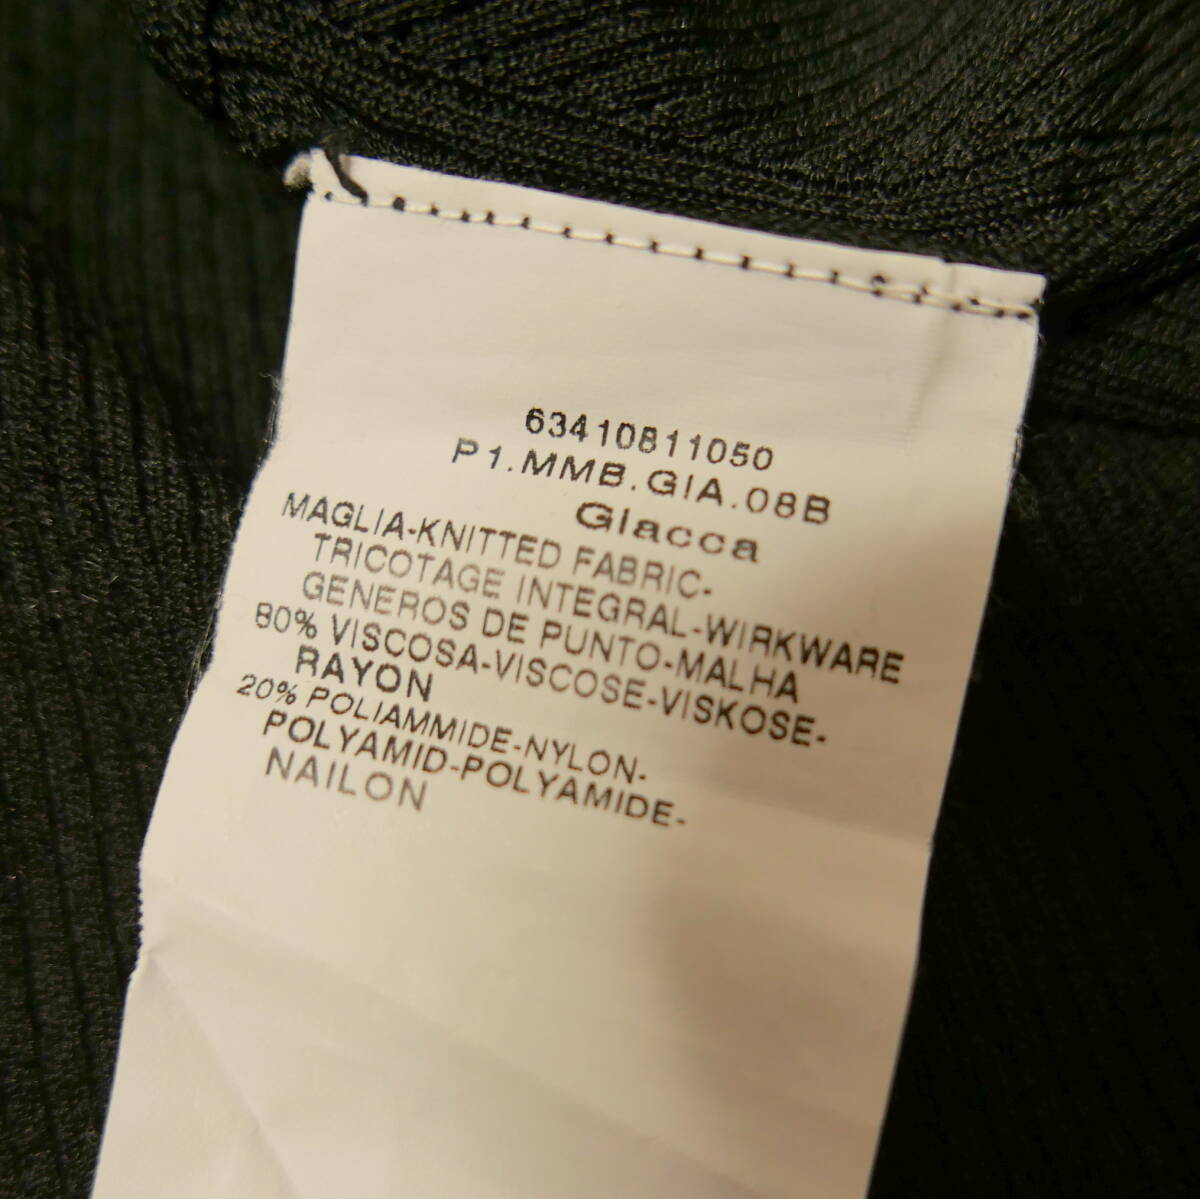 63410811050
P1.MMB.GIA.08B
Giacca
MAGLIA-KNITTED FABRIC-
TRICOTAGE INTEGRAL-WIRKWARE
GENEROS DE PUNTO-MALHA
80% VISCOSA-VISCOSE-VISKOSE-
RAYON
20% POLIAMMIDE-NYLON-
POLYAMID-POLYAMIDE-
NAILON